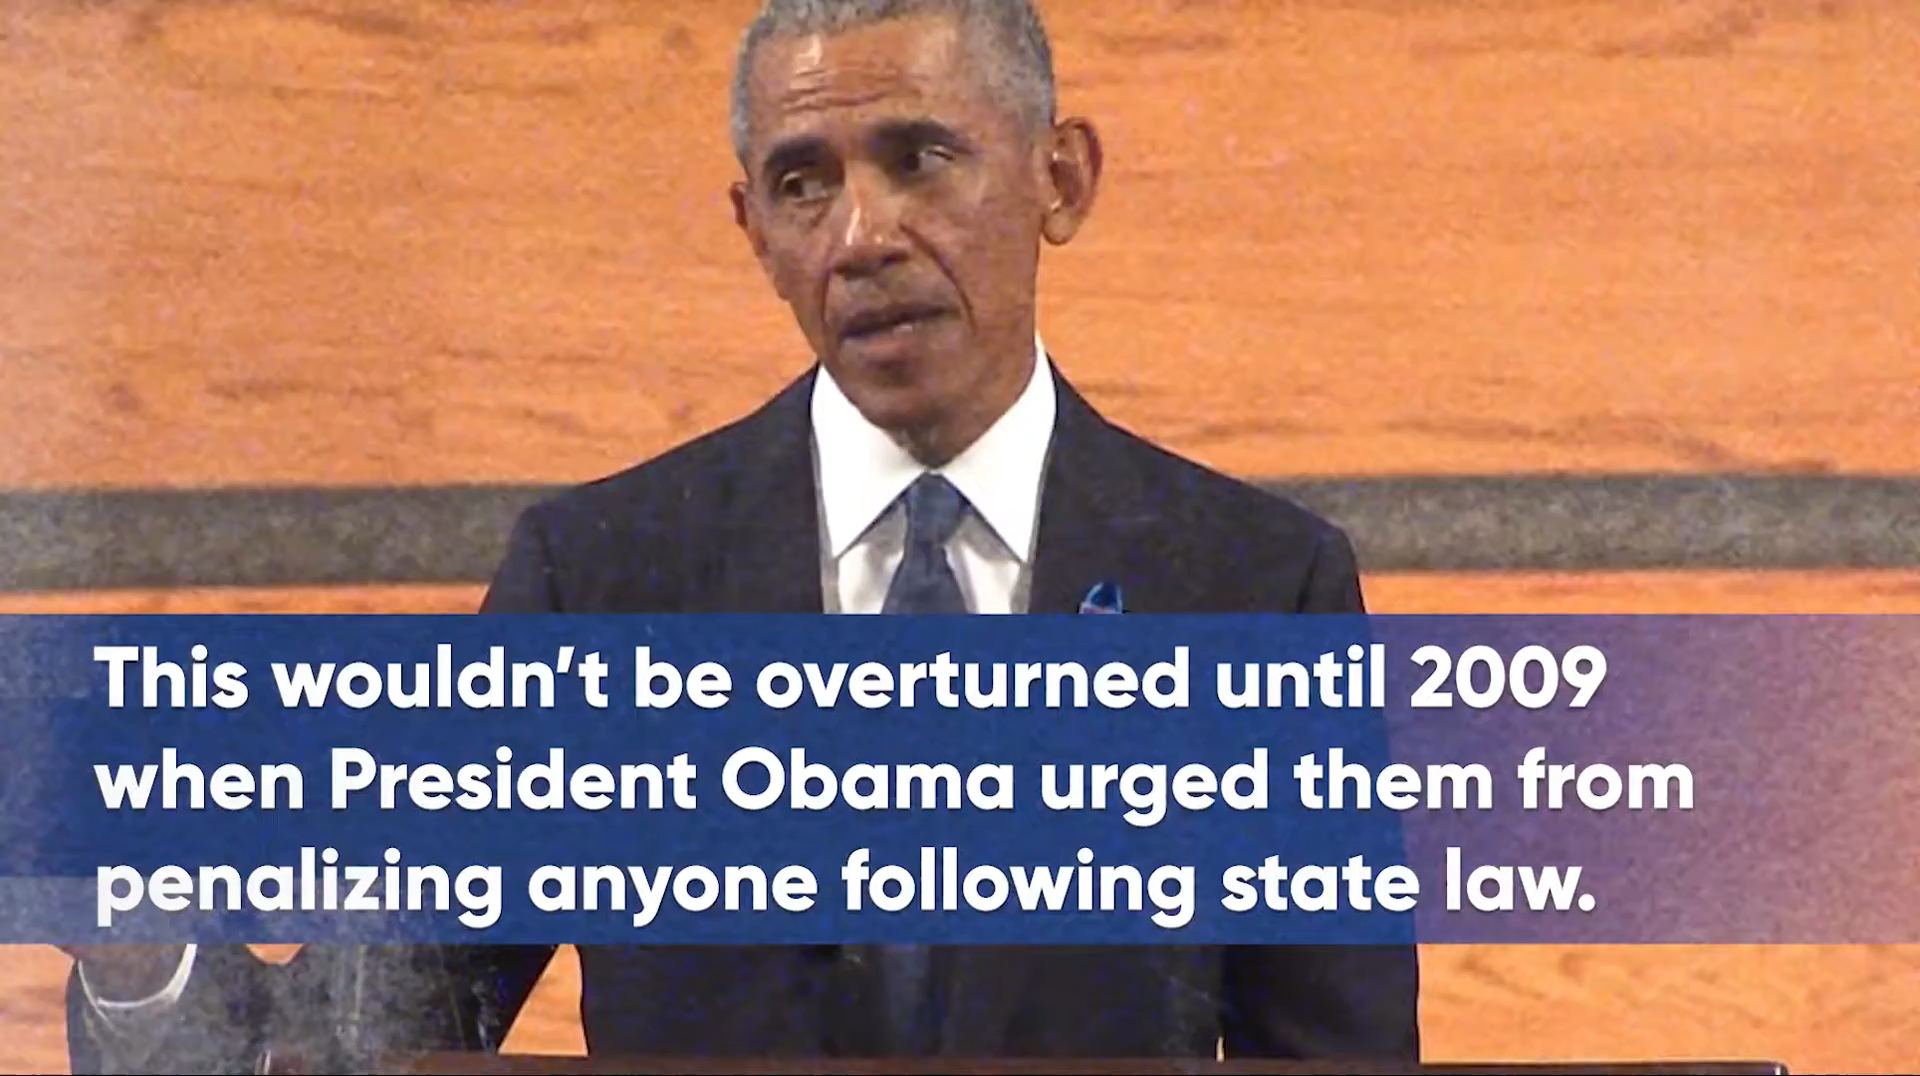 This wouldn't be overturned until 2009
when President Obama urged them from
penalizing anyone following state law.